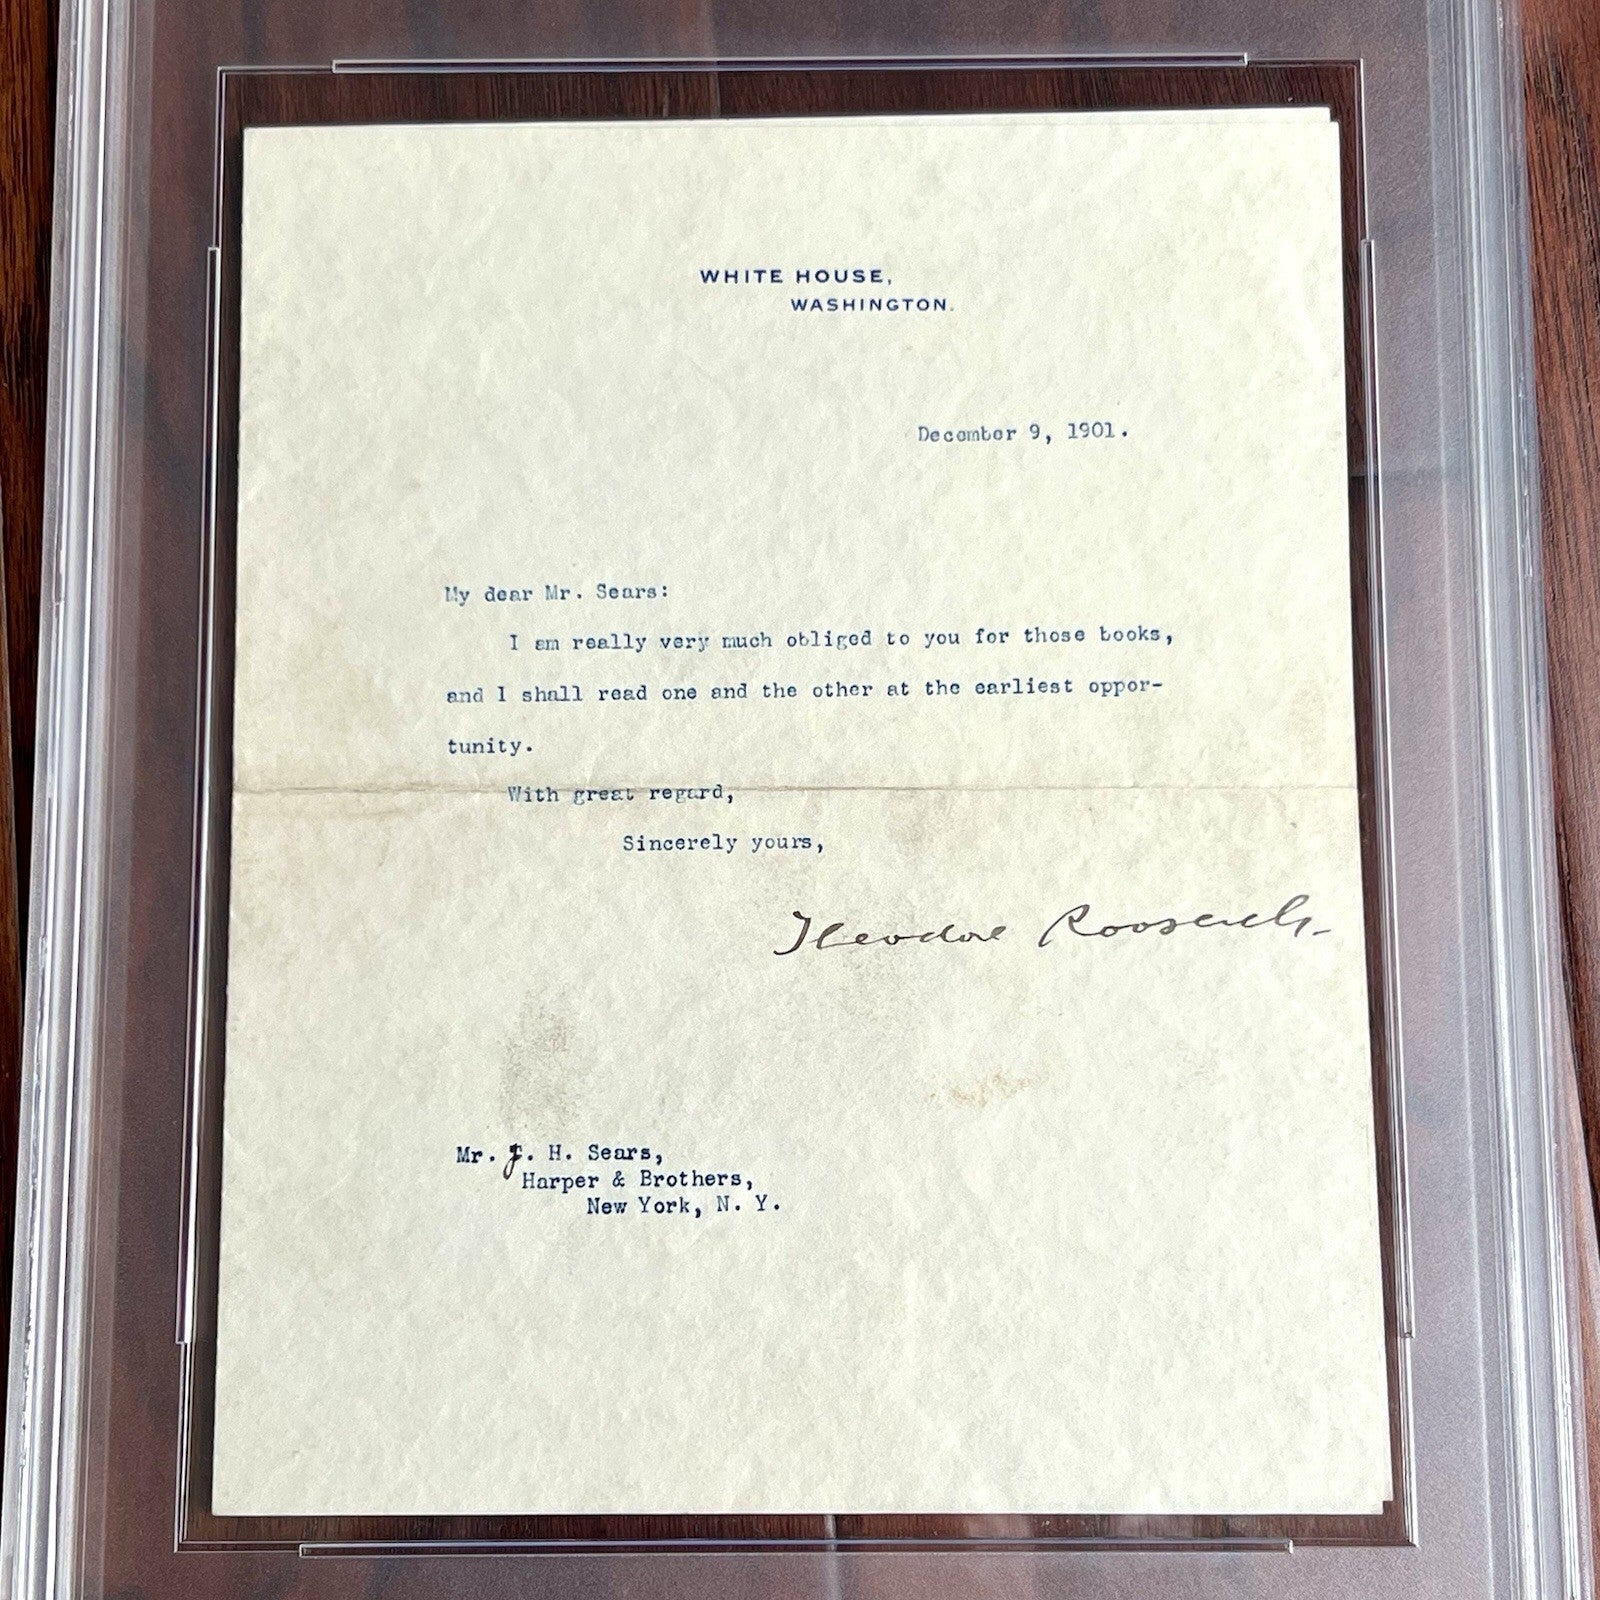 WHITE HOUSE,
WASHINGTON.
December 9, 1901.
My dear Mr. Sears:
I am really very much obliged to you for those books,
and I shall read one and the other at the earliest oppor-
tunity.
With great regard,
Sincerely yours,
Theodore Roosevelt.
Mr. J. H. Sears,
Harper & Brothers,
New York, N. Y.